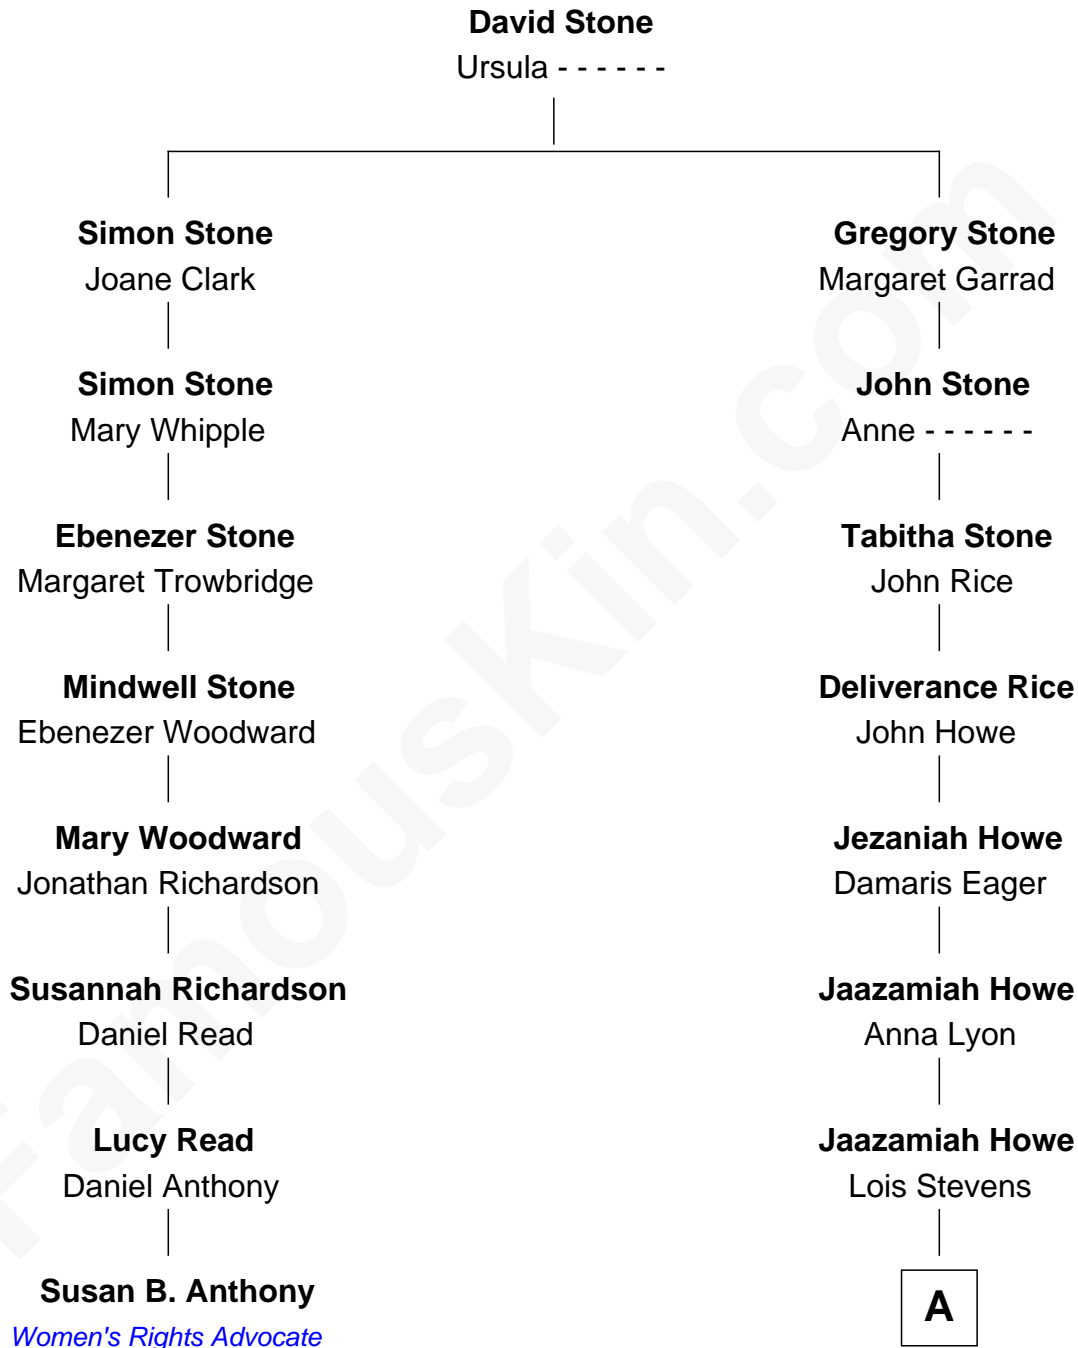 David Stone
Ursula - - - - - -
Simon Stone
Joane Clark
Gregory Stone
Margaret Garrad
Simon Stone
Mary Whipple
John Stone
Anne - - - - - -
Ebenezer Stone
Margaret Trowbridge
Tabitha Stone
John Rice
Mindwell Stone
Ebenezer Woodward
Deliverance Rice
John Howe
Mary Woodward
Jonathan Richardson
Jezaniah Howe
Damaris Eager
Susannah Richardson
Daniel Read
Jaazamiah Howe
Anna Lyon
Lucy Read
Daniel Anthony
Jaazamiah Howe
Lois Stevens
Susan B. Anthony
Women's Rights Advocate
A
FamousKin.com